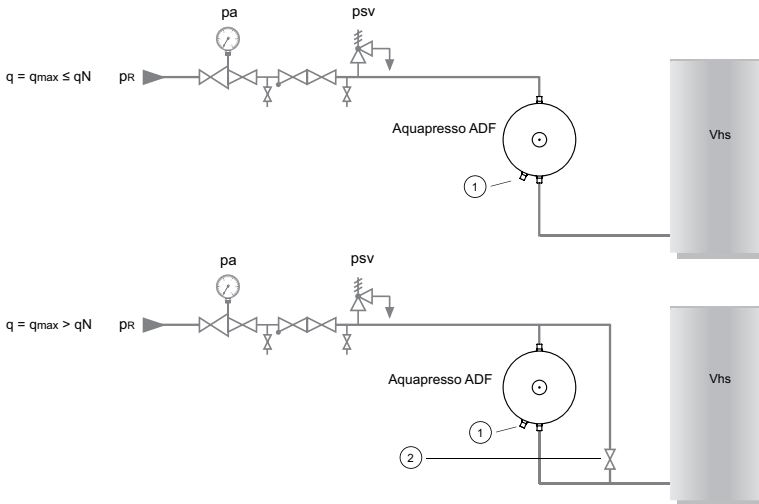 pa
psv
q = qmax ≤ qN
pR
Aquapresso ADF
Vhs
1
pa
psv
q = qmax > qN
pR
Aquapresso ADF
Vhs
1
2